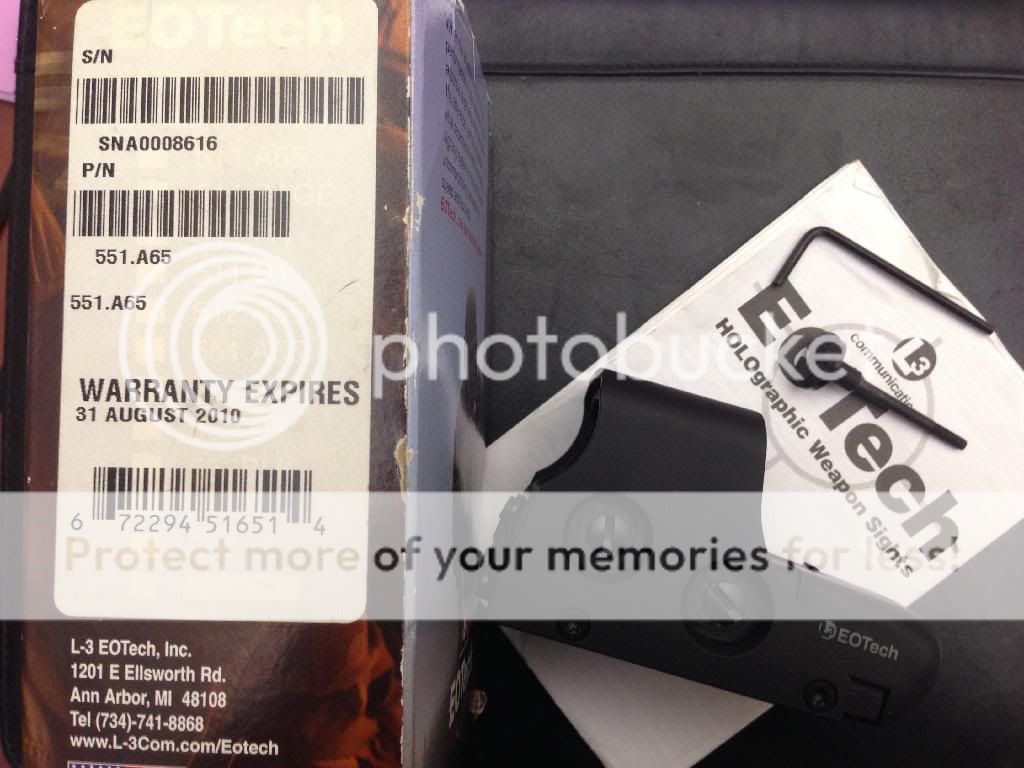 EOTech
S/N
SNA0008616
P/N
551.A65
551.A65
WARRANTY EXPIRES
31 AUGUST 2010
6 72294 51651 4
L-3 EOTech, Inc.
1201 E Ellsworth Rd.
Ann Arbor, MI 48108
Tel (734)-741-8868
www.L-3Com.com/Eotech
EOTech
HOLographic Weapon Sights
L3
communications
L3 EOTech
photobucket
Protect more of your memories for less!